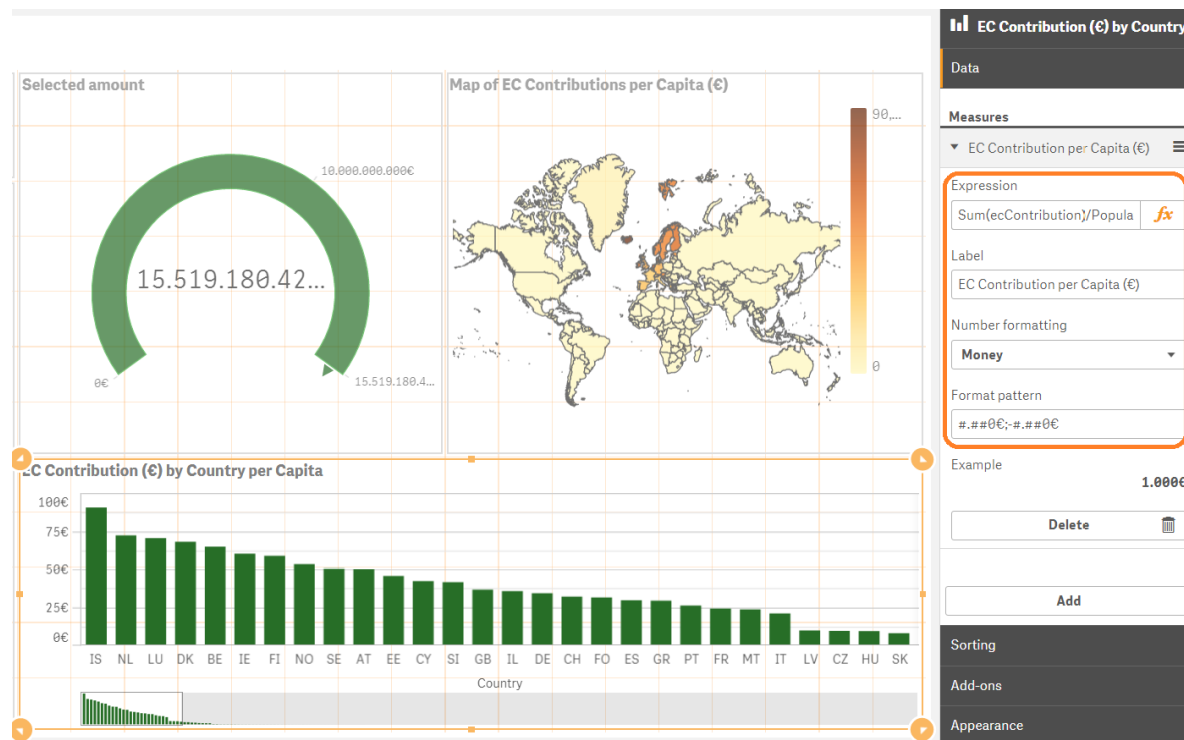 Selected amount
10.000.000.000€
15.519.180.42...
0€
15.519.180.4...
Map of EC Contributions per Capita (€)
90,...
0
EC Contribution (€) by Country per Capita
100€
75€
50€
25€
0€
IS NL LU DK BE IE FI NO SE AT EE CY SI GB IL DE CH FO ES GR PT FR MT IT LV CZ HU SK
Country
EC Contribution (€) by Country
Data
Measures
EC Contribution per Capita (€)
Expression
Sum(ecContribution)/Popula
fx
Label
EC Contribution per Capita (€)
Number formatting
Money
Format pattern
#.##0€;-#.##0€
Example
1.000€
Delete
Add
Sorting
Add-ons
Appearance